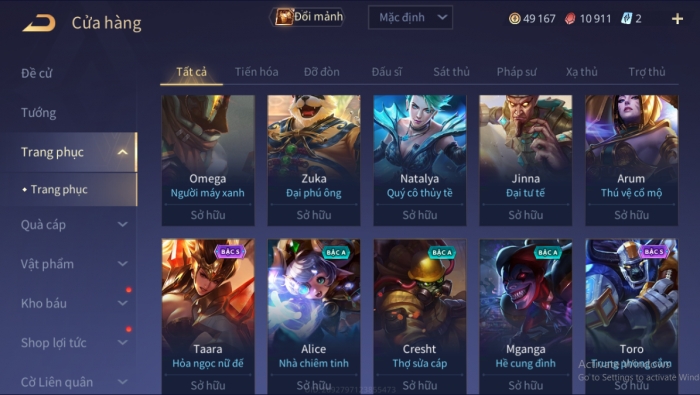 Cửa hàng
Đổi mảnh
Mặc định
49 167
10 911
2
Đề cử
Tướng
Trang phục
Trang phục
Quà cáp
Vật phẩm
Kho báu
Shop lợi tức
Cờ Liên quân
Tất cả Tiến hóa Đỡ đòn Đấu sĩ Sát thủ Pháp sư Xạ thủ Trợ thủ
Omega Zuka Natalya Jinna Arum
Người máy xanh Đại phú ông Quý cô thủy tề Đại tư tế Thú vệ cổ mộ
Sở hữu Sở hữu Sở hữu Sở hữu Sở hữu
BẬC S BẬC A BẬC A BẬC A BẬC S
Taara Alice Cresht Mganga Toro
Hỏa ngọc nữ đế Nhà chiêm tinh Thợ sửa cáp Hề cung đình Trung phong cắm
Sở hữu Sở hữu Sở hữu Sở hữu Sở hữu
Activate Windows
Go to Settings to activate Wind